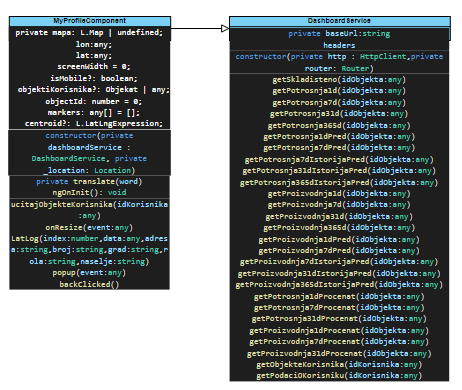 MyProfileComponent
private mapa: L.Map | undefined;
lon:any;
lat:any;
screenWidth = 0;
isMobile?: boolean;
objektiKorisnika?: Objekat | any;
objectId: number = 0;
markers: any[] = [];
centroid?: L.LatLngExpression;
constructor(private
dashboardService :
DashboardService, private
_location: Location)
private translate(word)
ngOnInit(): void
ucitajObjekteKorisnika(idKorisnika
:any)
onResize(event:any)
LatLog(index:number,data:any,adres
a:string,broj:string,grad:string,r
ola:string,naselje:string)
popup(event:any)
backClicked()
DashboardService
private baseUrl:string
headers
constructor(private http : HttpClient,private
router: Router)
getSkladisteno(idObjekta:any)
getPotrosnja1d(idObjekta:any)
getPotrosnja7d(idObjekta:any)
getPotrosnja31d(idObjekta:any)
getPotrosnja365d(idObjekta:any)
getPotrosnja1dPred(idObjekta:any)
getPotrosnja7dPred(idObjekta:any)
getPotrosnja7dIstorijaPred(idObjekta:any)
getPotrosnja31dIstorijaPred(idObjekta:any)
getPotrosnja365dIstorijaPred(idObjekta:any)
getProizvodnja1d(idObjekta:any)
getProizvodnja7d(idObjekta:any)
getProizvodnja31d(idObjekta:any)
getProizvodnja365d(idObjekta:any)
getProizvodnja1dPred(idObjekta:any)
getProizvodnja7dPred(idObjekta:any)
getProizvodnja7dIstorijaPred(idObjekta:any)
getProizvodnja31dIstorijaPred(idObjekta:any)
getProizvodnja365dIstorijaPred(idObjekta:any)
getPotrosnja1dProcenat(idObjekta:any)
getPotrosnja7dProcenat(idObjekta:any)
getPotrosnja31dProcenat(idObjekta:any)
getProizvodnja1dProcenat(idObjekta:any)
getProizvodnja7dProcenat(idObjekta:any)
getProizvodnja31dProcenat(idObjekta:any)
getObjekteKorisnika(idKorisnika:any)
getPodaciOKorisniku(idKorisnika:any)